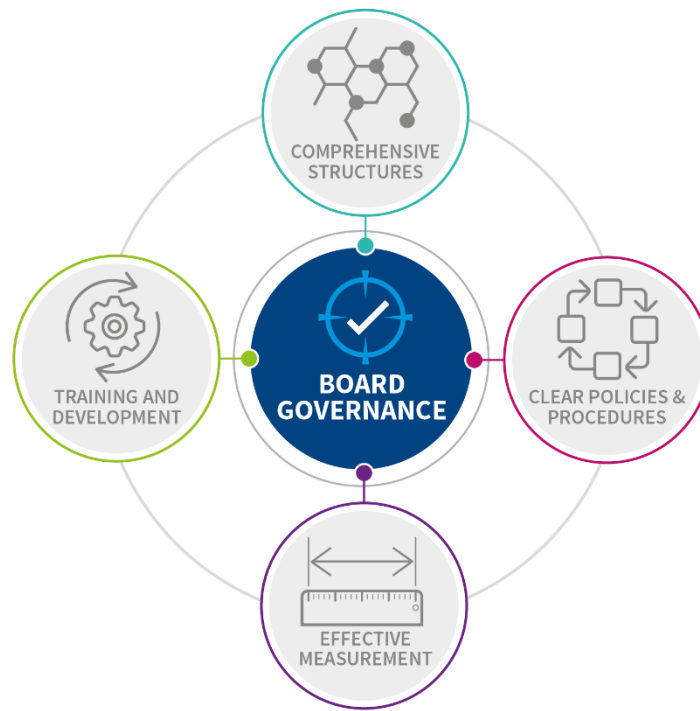 COMPREHENSIVE
STRUCTURES
TRAINING AND
DEVELOPMENT
BOARD
GOVERNANCE
CLEAR POLICIES &
PROCEDURES
EFFECTIVE
MEASUREMENT